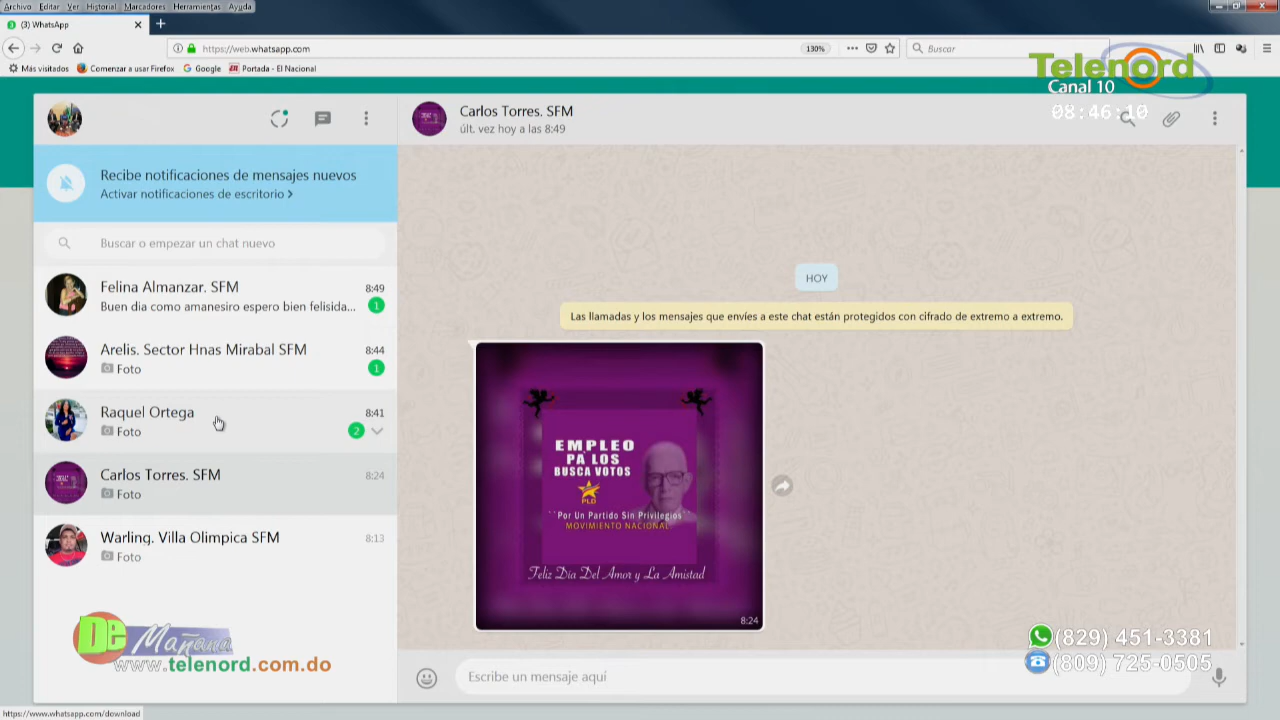 Archivo Editar Ver Historial Marcadores Herramientas Ayuda
(3) WhatsApp
https://web.whatsapp.com
130%
Buscar
Más visitados Comenzar a usar Firefox Google Portada - El Nacional
Telenord
Canal 10
08:46:10
Carlos Torres. SFM
últ. vez hoy a las 8:49
Recibe notificaciones de mensajes nuevos
Activar notificaciones de escritorio >
Buscar o empezar un chat nuevo
Felina Almanzar. SFM 8:49
Buen dia como amanesiro espero bien felisida... 1
Arelis. Sector Hnas Mirabal SFM 8:44
Foto 1
Raquel Ortega 8:41
Foto 2
Carlos Torres. SFM 8:24
Foto
Warling. Villa Olimpica SFM 8:13
Foto
HOY
Las llamadas y los mensajes que envíes a este chat están protegidos con cifrado de extremo a extremo.
EMPLEO
PA LOS
BUSCA VOTOS
PLD
``Por Un Partido Sin Privilegios``
MOVIMIENTO NACIONAL
Feliz Dia Del Amor y La Amistad
8:24
De Mañana
www.telenord.com.do
(829) 451-3381
(809) 725-0505
Escribe un mensaje aquí
https://www.whatsapp.com/download